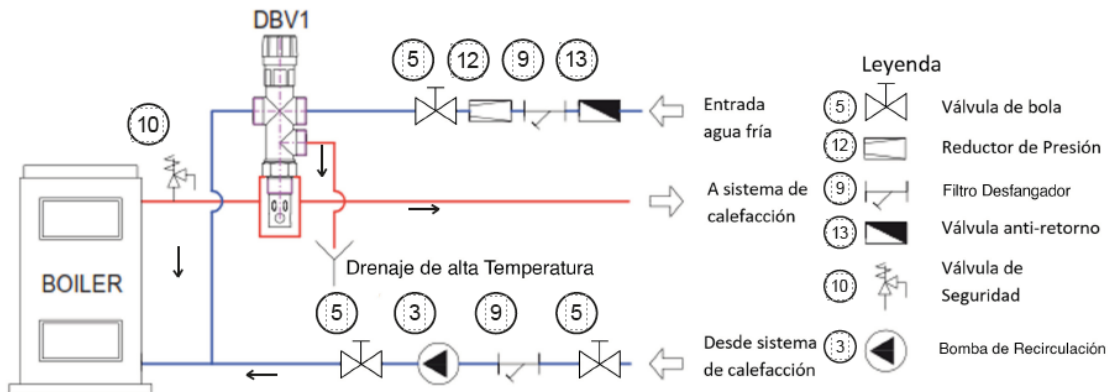 DBV1
5
12
9
13
Entrada
agua fría
10
A sistema de
calefacción
BOILER
Drenaje de alta Temperatura
5
3
9
5
Desde sistema
de calefacción
Leyenda
5 Válvula de bola
12 Reductor de Presión
9 Filtro Desfangador
13 Válvula anti-retorno
10 Válvula de
Seguridad
3 Bomba de Recirculación